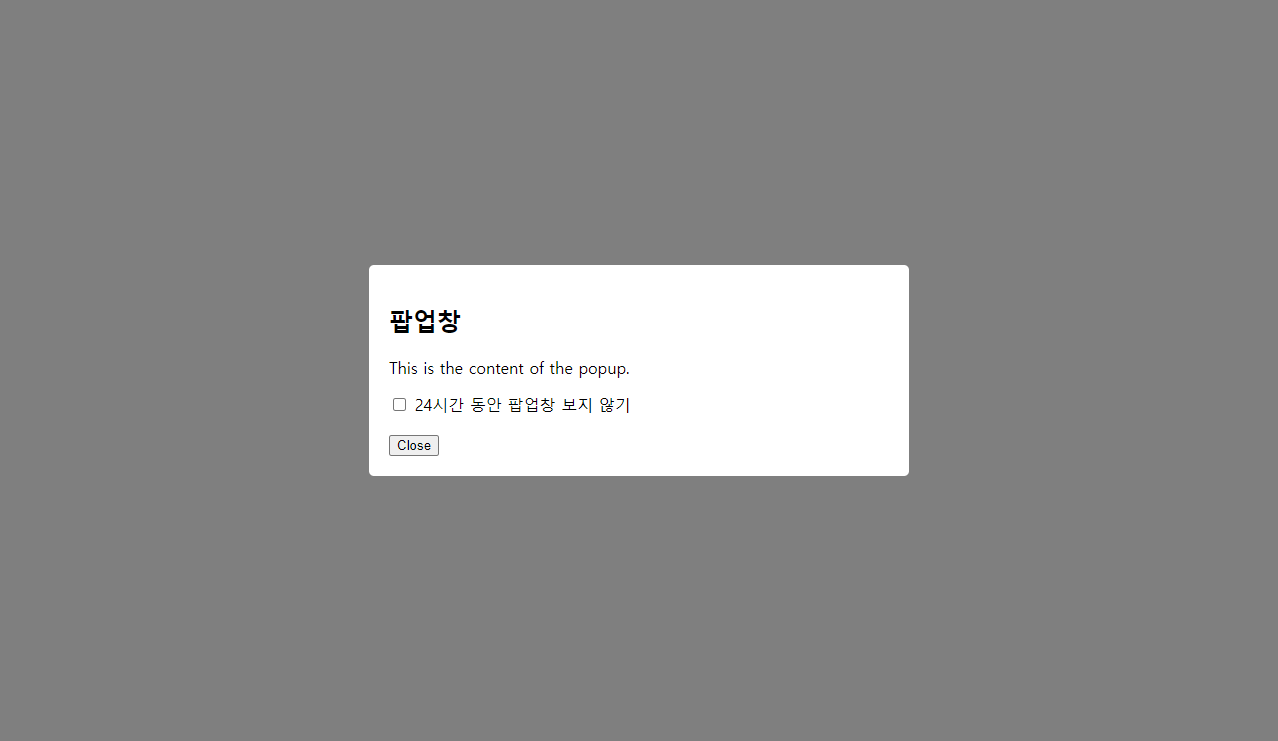 팝업창
This is the content of the popup.
24시간 동안 팝업창 보지 않기
Close